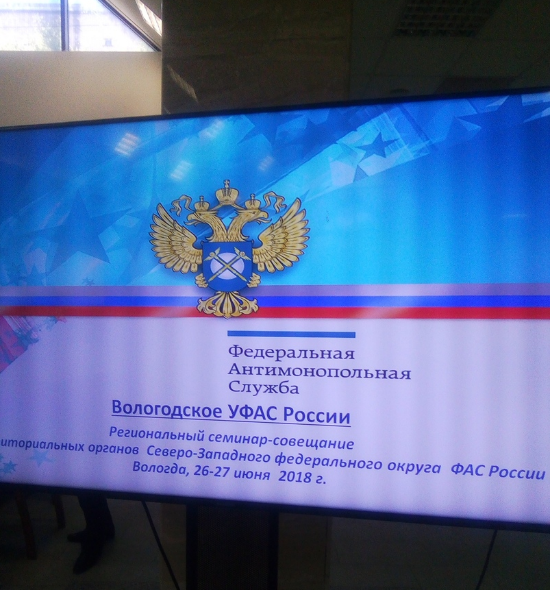 Федеральная
Антимонопольная
Служба
Вологодское УФАС России
Региональный семинар-совещание
органов Северо-Западного федерального округа ФАС России
Вологда, 26-27 июня 2018 г.